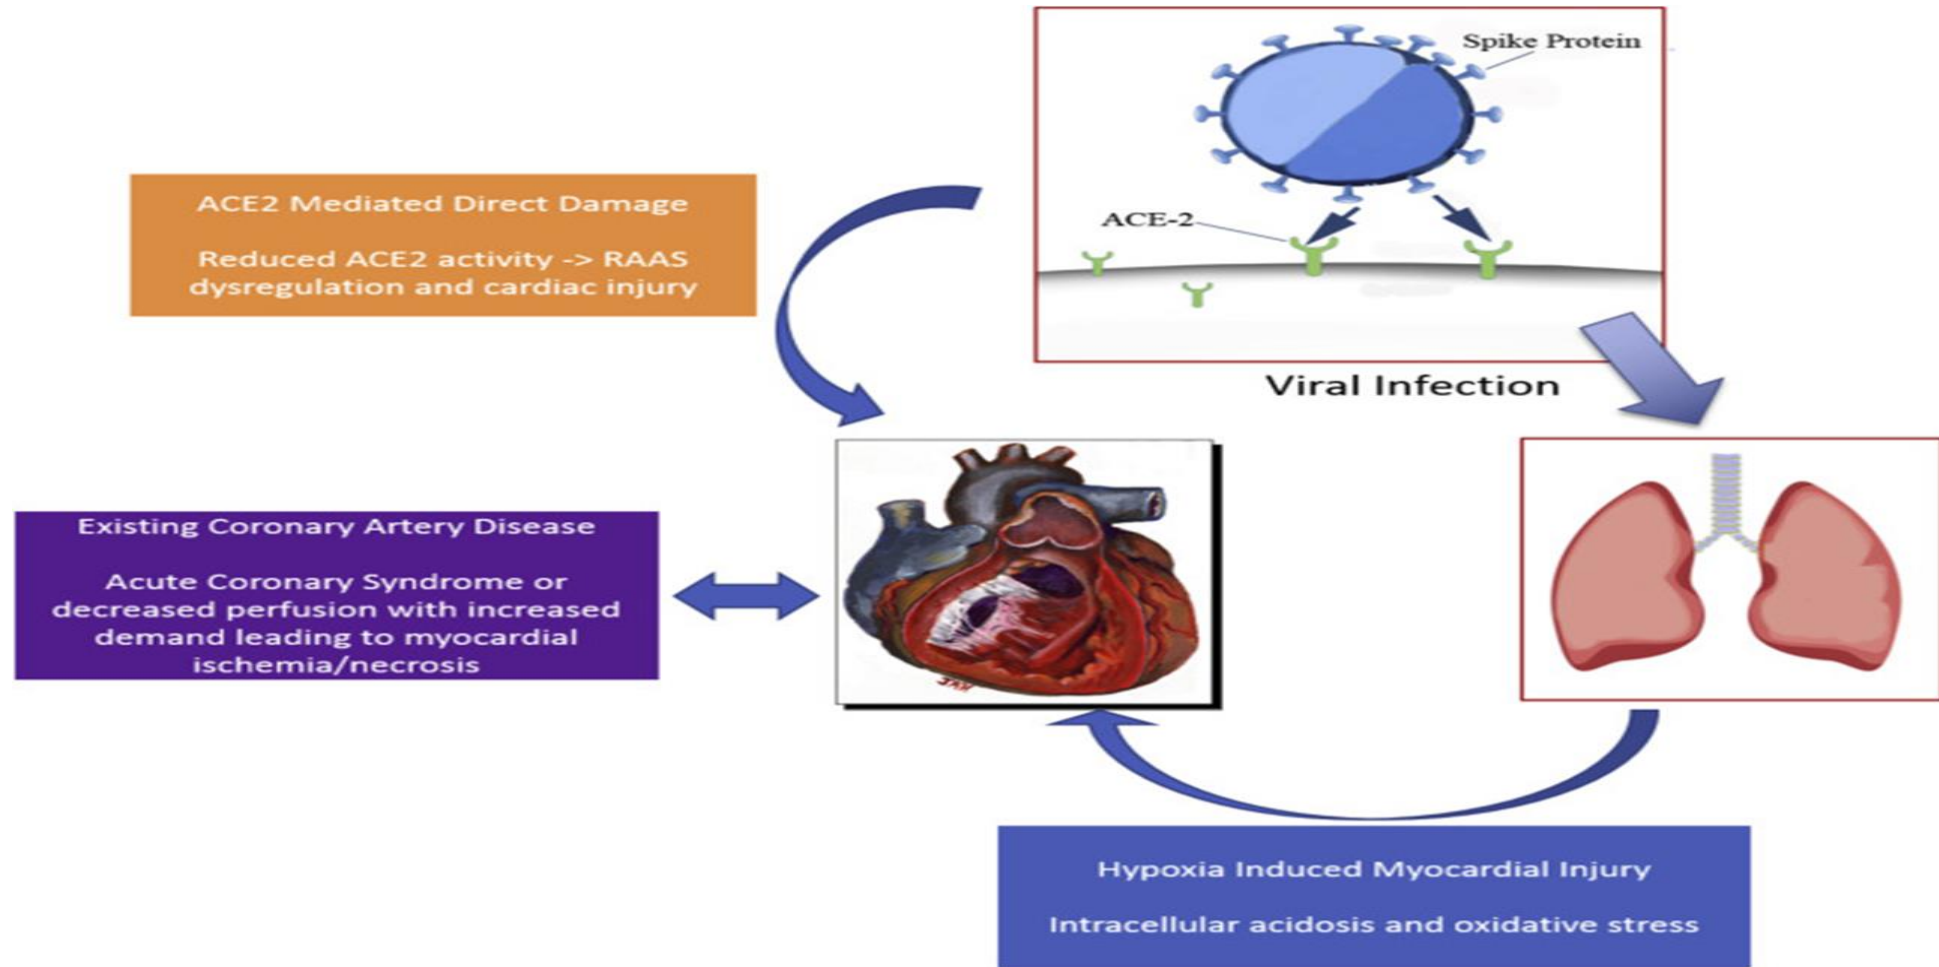 Spike Protein
ACE-2
Viral Infection
ACE2 Mediated Direct Damage
Reduced ACE2 activity -> RAAS
dysregulation and cardiac injury
Existing Coronary Artery Disease
Acute Coronary Syndrome or
decreased perfusion with increased
demand leading to myocardial
ischemia/necrosis
Hypoxia Induced Myocardial Injury
Intracellular acidosis and oxidative stress